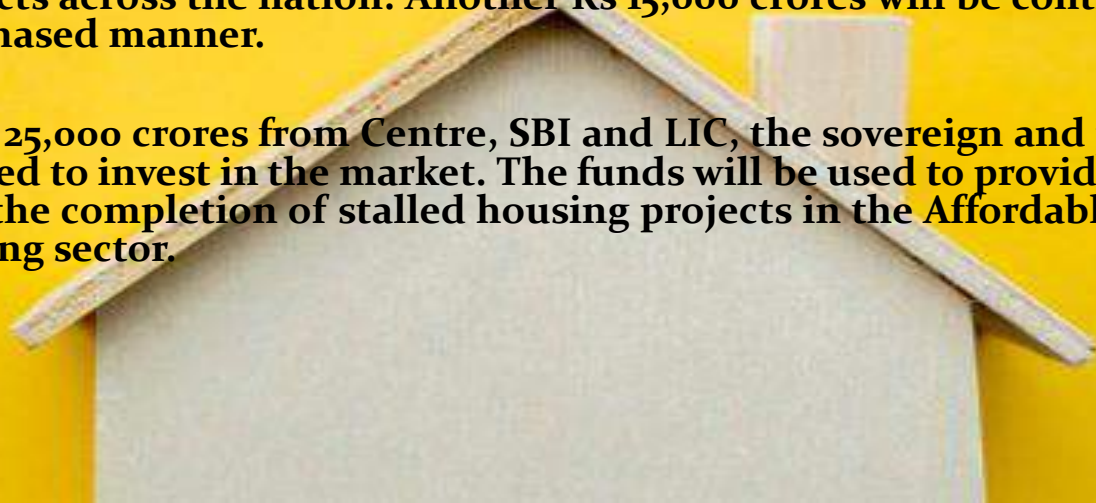 cts across the nation. Another Rs 15,000 crores will be cont
hased manner.
25,000 crores from Centre, SBI and LIC, the sovereign and
ed to invest in the market. The funds will be used to provid
the completion of stalled housing projects in the Affordabl
ng sector.